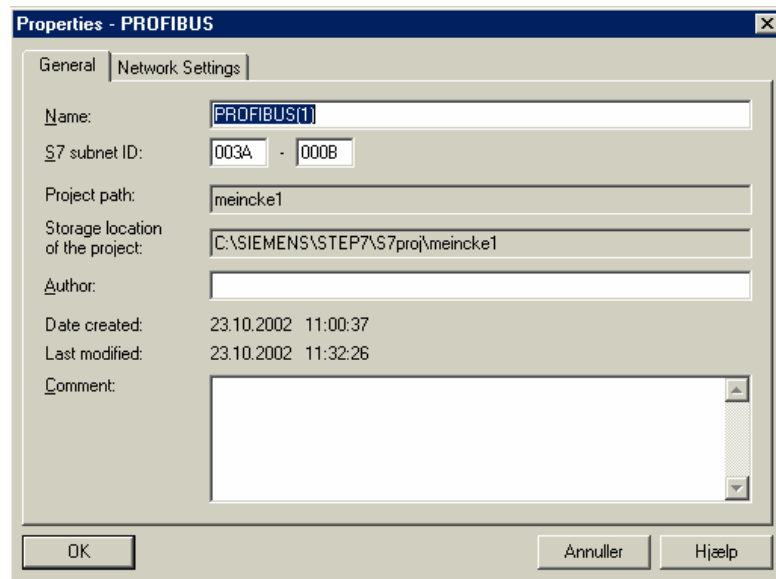 Properties - PROFIBUS
General Network Settings
Name: PROFIBUS(1)
S7 subnet ID: 003A - 000B
Project path: meincke1
Storage location
of the project: C:\SIEMENS\STEP7\S7proj\meincke1
Author:
Date created: 23.10.2002 11:00:37
Last modified: 23.10.2002 11:32:26
Comment:
OK Annuller Hjælp